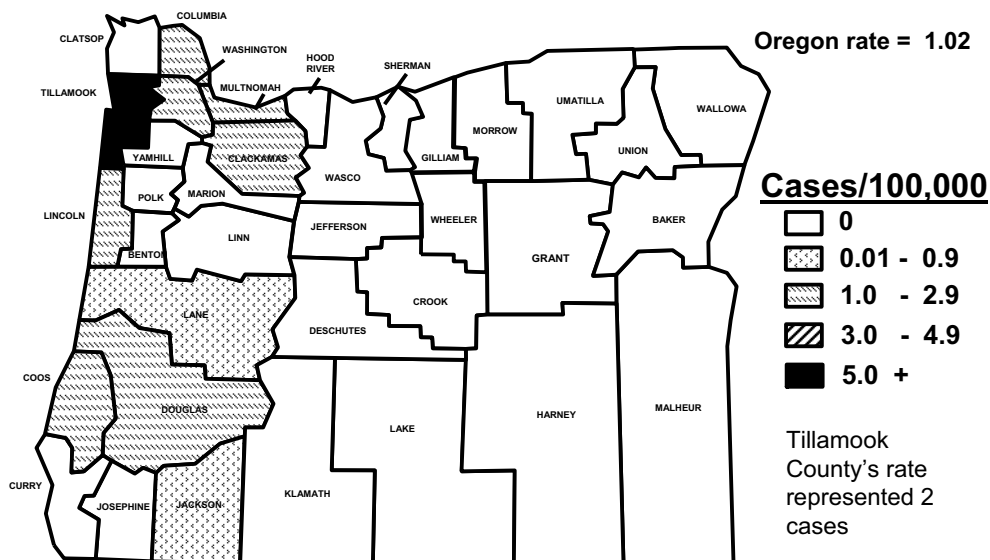 COLUMBIA
CLATSOP
WASHINGTON
HOOD
RIVER
SHERMAN
Oregon rate = 1.02
TILLAMOOK
MULTNOMAH
UMATILLA
WALLOWA
MORROW
UNION
YAMHILL
CLACKAMAS
GILLIAM
WASCO
POLK
MARION
LINCOLN
JEFFERSON
WHEELER
BAKER
BENTON
LINN
GRANT
Cases/100,000
0
0.01 - 0.9
1.0 - 2.9
3.0 - 4.9
5.0 +
LANE
CROOK
DESCHUTES
COOS
DOUGLAS
LAKE
HARNEY
MALHEUR
Tillamook
County's rate
represented 2
cases
CURRY
JOSEPHINE
JACKSON
KLAMATH